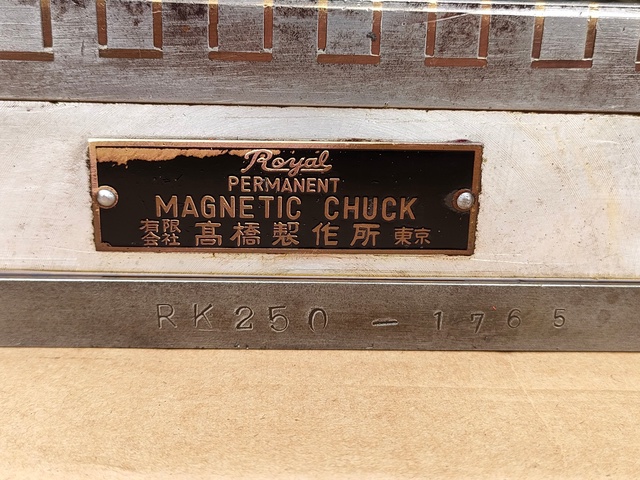 Royal
PERMANENT
MAGNETIC CHUCK
有限会社 髙橋製作所 東京
RK250-1765